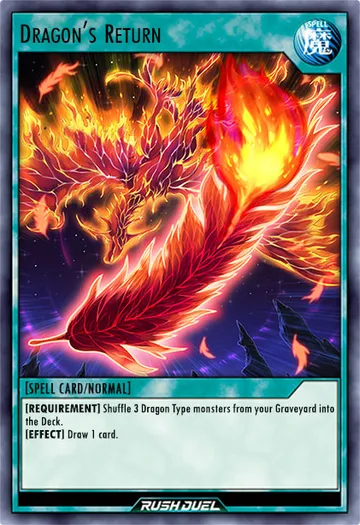 Dragon's Return
SPELL
魔
[SPELL CARD/NORMAL]
[REQUIREMENT] Shuffle 3 Dragon Type monsters from your Graveyard into
the Deck.
[EFFECT] Draw 1 card.
RUSH DUEL